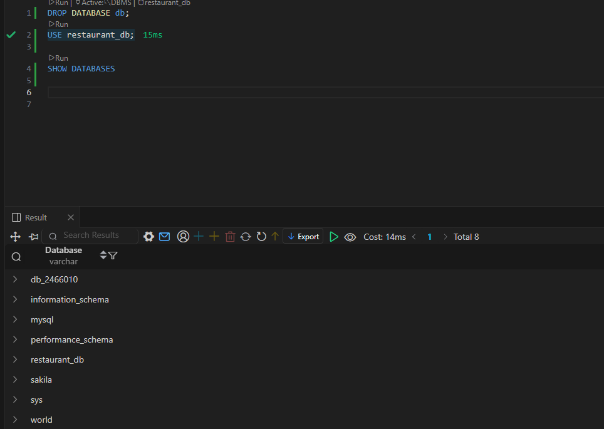 ▷Run | Active:\DBMS | restaurant_db
1 DROP DATABASE db;
▷Run
2 USE restaurant_db; 15ms
3
▷Run
4 SHOW DATABASES
5
6
7
Result
Search Results Export Cost: 14ms < 1 > Total 8
Database
varchar
db_2466010
information_schema
mysql
performance_schema
restaurant_db
sakila
sys
world